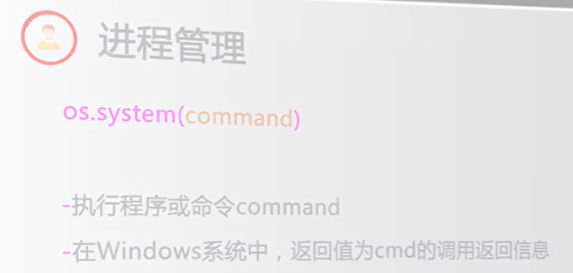 进程管理
os.system(command)
-执行程序或命令command
-在Windows系统中，返回值为cmd的调用返回信息